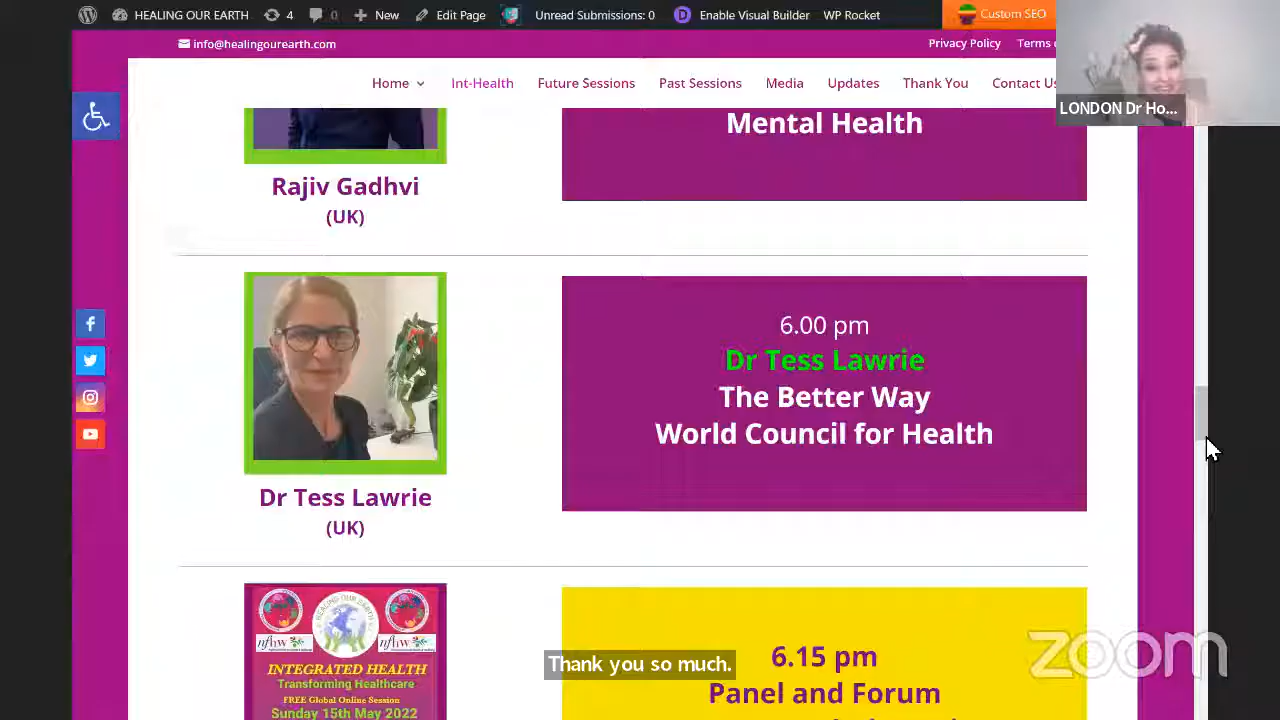 HEALING OUR EARTH
4
0
New
Edit Page
Unread Submissions: 0
Enable Visual Builder
WP Rocket
Custom SEO
info@healingourearth.com
Privacy Policy
Terms
Home
Int-Health
Future Sessions
Past Sessions
Media
Updates
Thank You
Contact Us
LONDON Dr Ho...
Mental Health
Rajiv Gadhvi
(UK)
6.00 pm
Dr Tess Lawrie
The Better Way
World Council for Health
Dr Tess Lawrie
(UK)
HEALING OUR EARTH
nfhw
nfhw
INTEGRATED HEALTH
Transforming Healthcare
FREE Global Online Session
Sunday 15th May 2022
6.15 pm
Panel and Forum
Thank you so much.
zoom